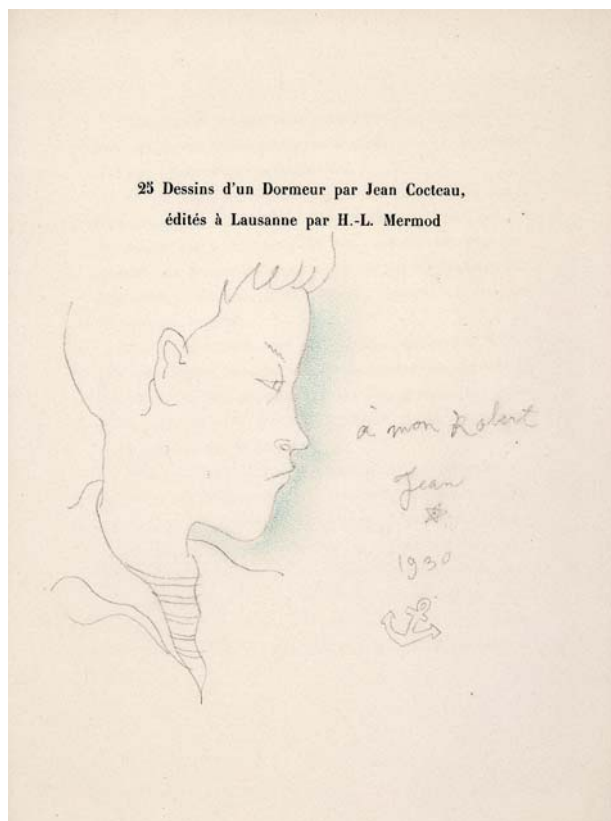 25 Dessins d'un Dormeur par Jean Cocteau,
édités à Lausanne par H.-L. Mermod
à mon Robert
Jean
1930